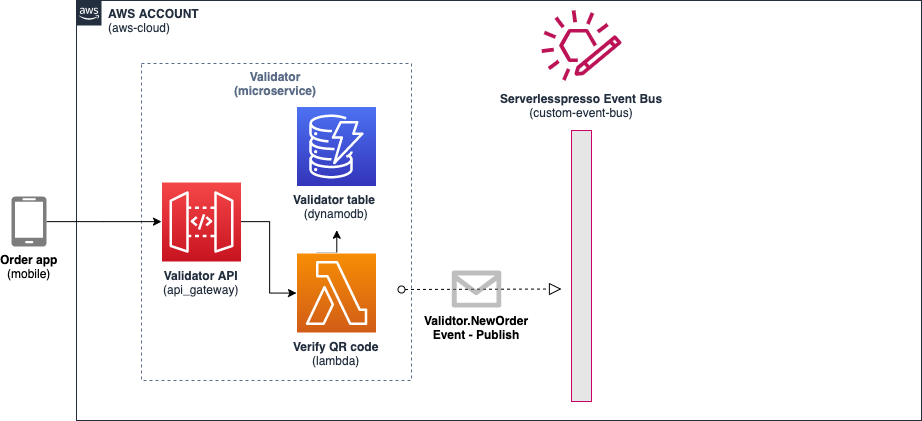 aws
AWS ACCOUNT
(aws-cloud)
Validator
(microservice)
Serverlesspresso Event Bus
(custom-event-bus)
Validator table
(dynamodb)
</>
Order app
(mobile)
Validator API
(api_gateway)
Validtor.NewOrder
Event - Publish
Verify QR code
(lambda)